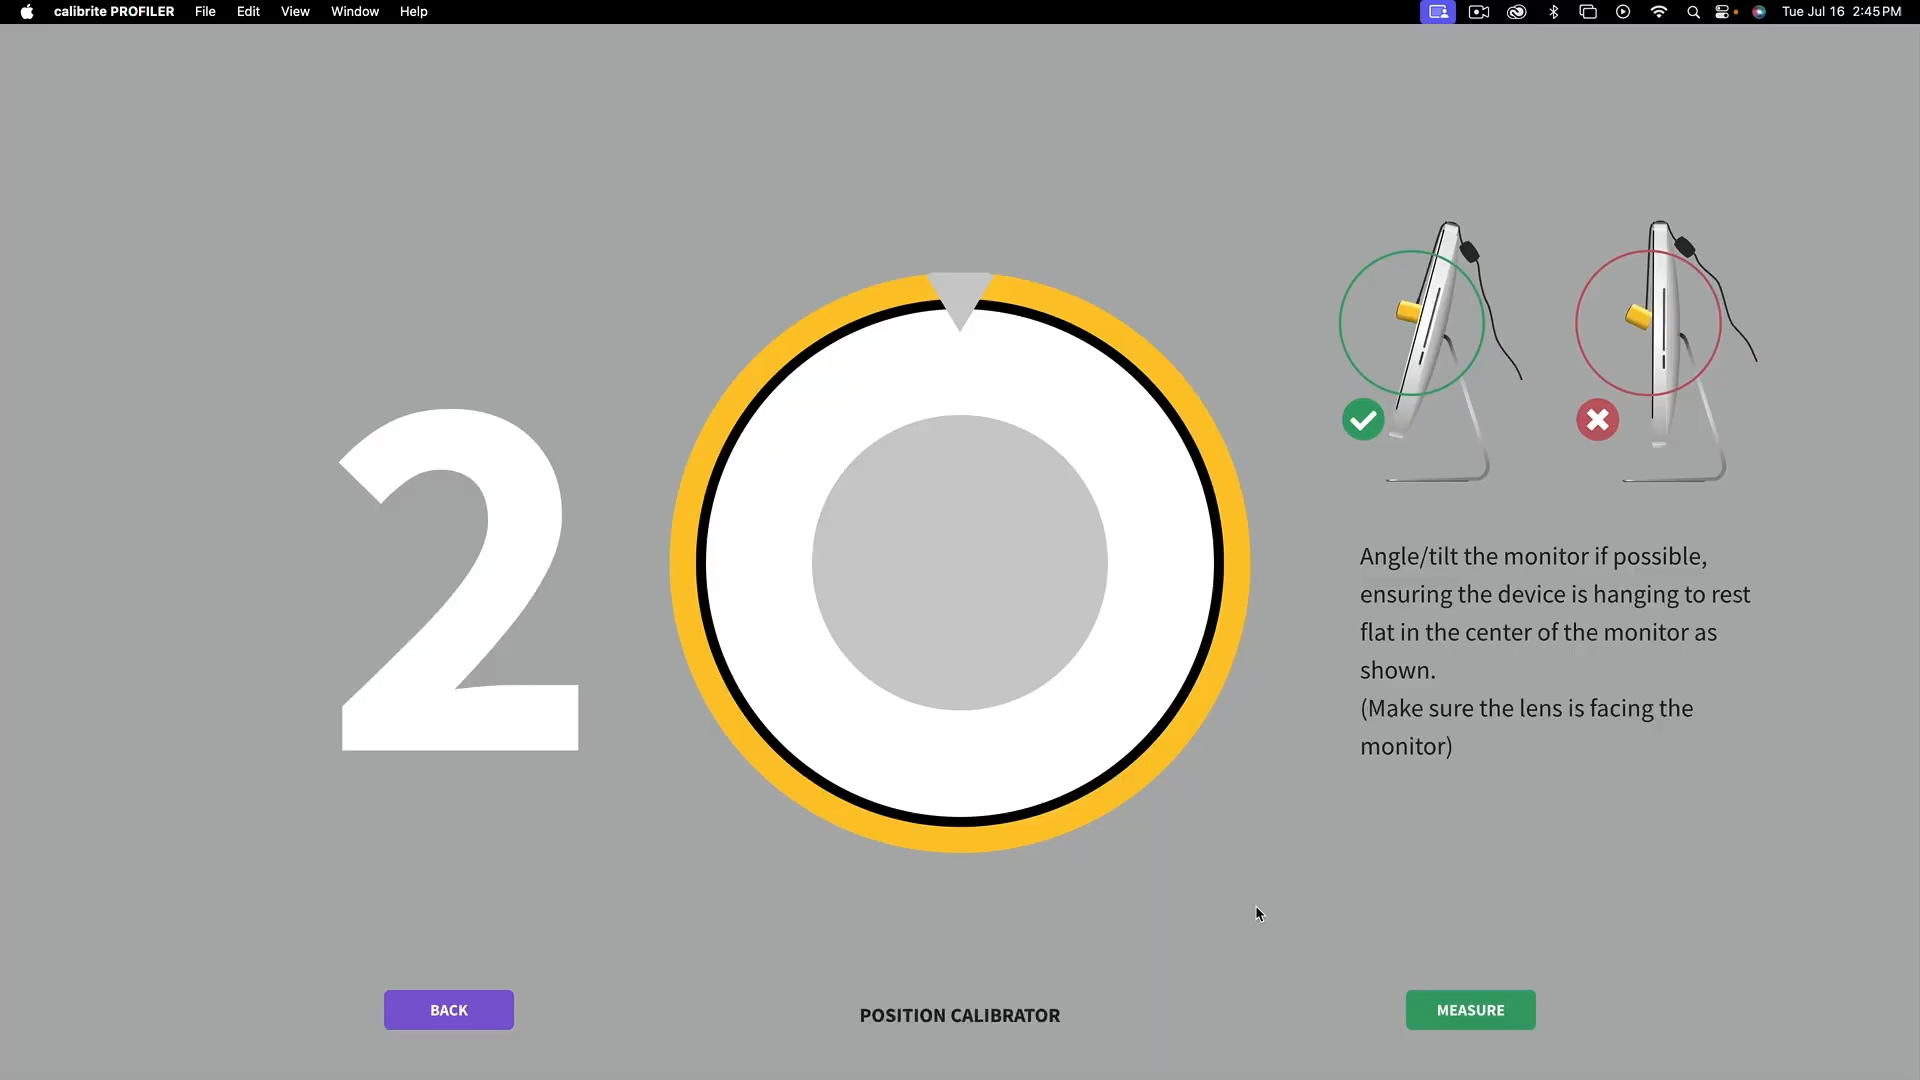 calibrite PROFILER File Edit View Window Help
Tue Jul 16 2:45 PM
2
Angle/tilt the monitor if possible,
ensuring the device is hanging to rest
flat in the center of the monitor as
shown.
(Make sure the lens is facing the
monitor)
BACK
POSITION CALIBRATOR
MEASURE